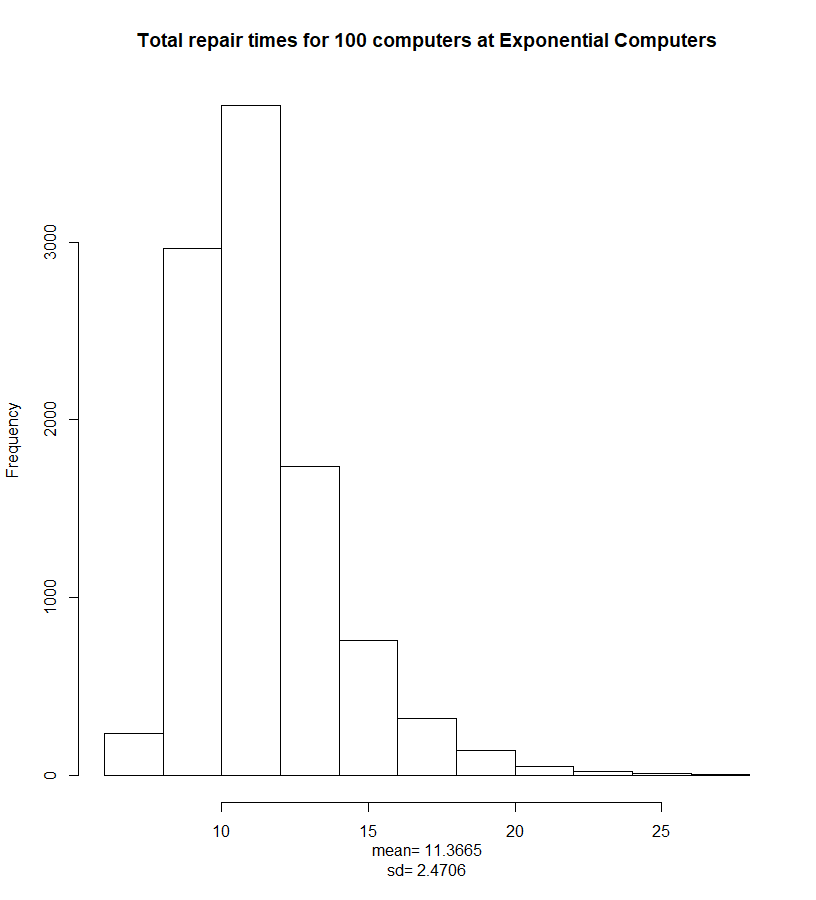 Total repair times for 100 computers at Exponential Computers
Frequency
3000
2000
1000
0
10 15 20 25
mean= 11.3665
sd= 2.4706